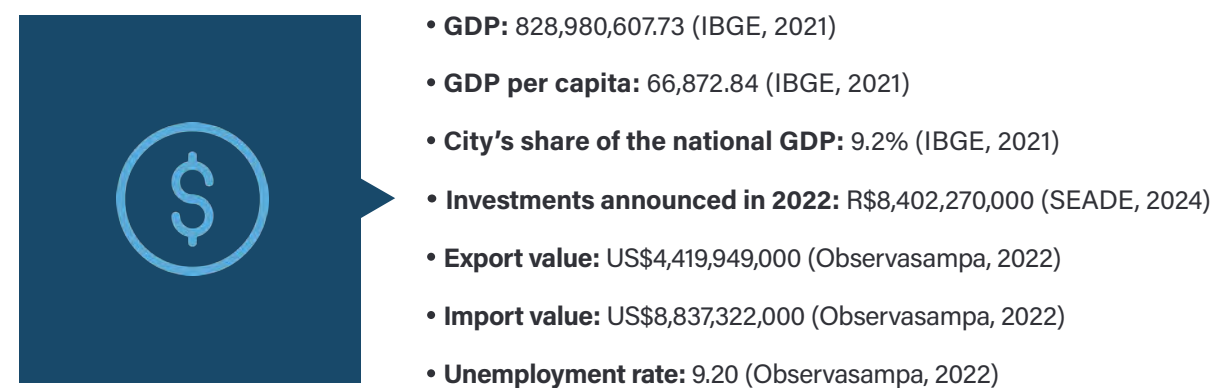 • GDP: 828,980,607.73 (IBGE, 2021)
• GDP per capita: 66,872.84 (IBGE, 2021)
• City's share of the national GDP: 9.2% (IBGE, 2021)
• Investments announced in 2022: R$8,402,270,000 (SEADE, 2024)
• Export value: US$4,419,949,000 (Observasampa, 2022)
• Import value: US$8,837,322,000 (Observasampa, 2022)
• Unemployment rate: 9.20 (Observasampa, 2022)